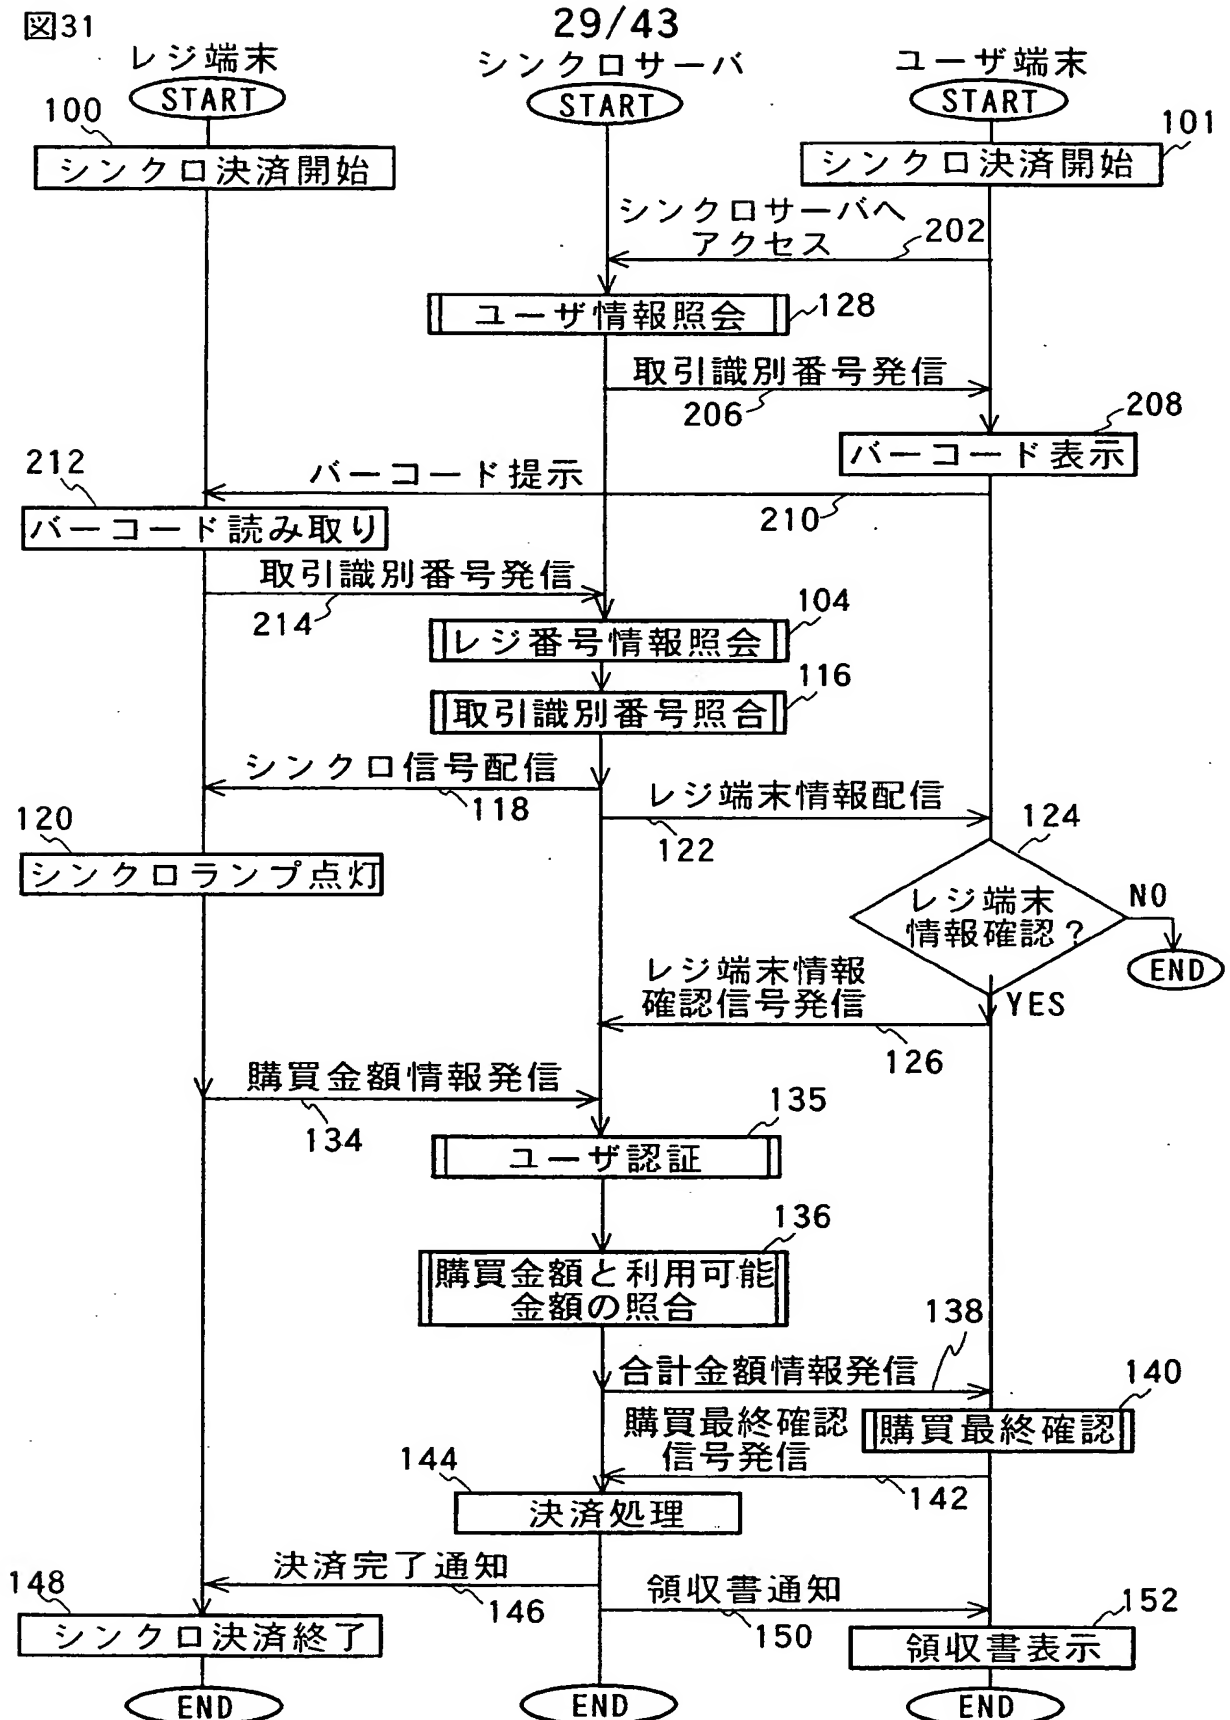 図31
29/43
レジ端末
シンクロサーバ
ユーザ端末
START
START
START
100
シンクロ決済開始
101
シンクロ決済開始
シンクロサーバへ
アクセス
202
ユーザ情報照会
128
取引識別番号発信
206
208
バーコード表示
バーコード提示
210
212
バーコード読み取り
取引識別番号発信
214
104
レジ番号情報照会
116
取引識別番号照合
シンクロ信号配信
118
レジ端末情報配信
122
120
シンクロランプ点灯
124
レジ端末
情報確認?
NO
END
YES
レジ端末情報
確認信号発信
126
購買金額情報発信
134
135
ユーザ認証
136
購買金額と利用可能
金額の照合
合計金額情報発信
138
140
購買最終確認
購買最終確認
信号発信
142
144
決済処理
決済完了通知
146
148
シンクロ決済終了
領収書通知
150
152
領収書表示
END
END
END